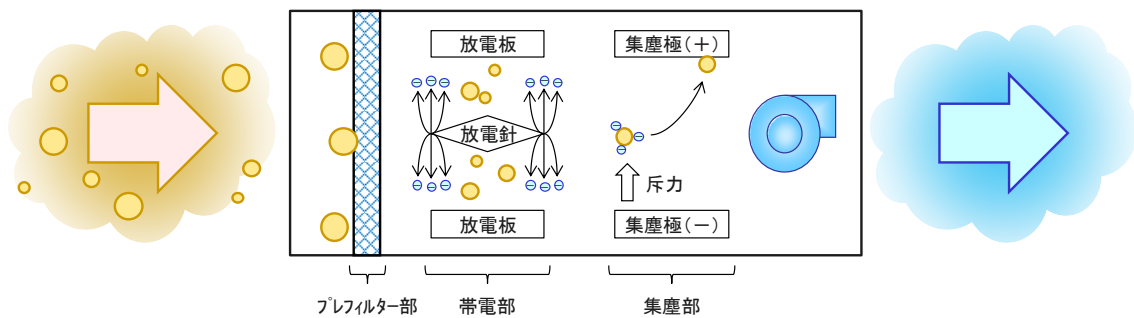 放電板
集塵極(＋)
放電針
斥力
放電板
集塵極(－)
ﾌﾟﾚﾌｨﾙﾀｰ部
帯電部
集塵部